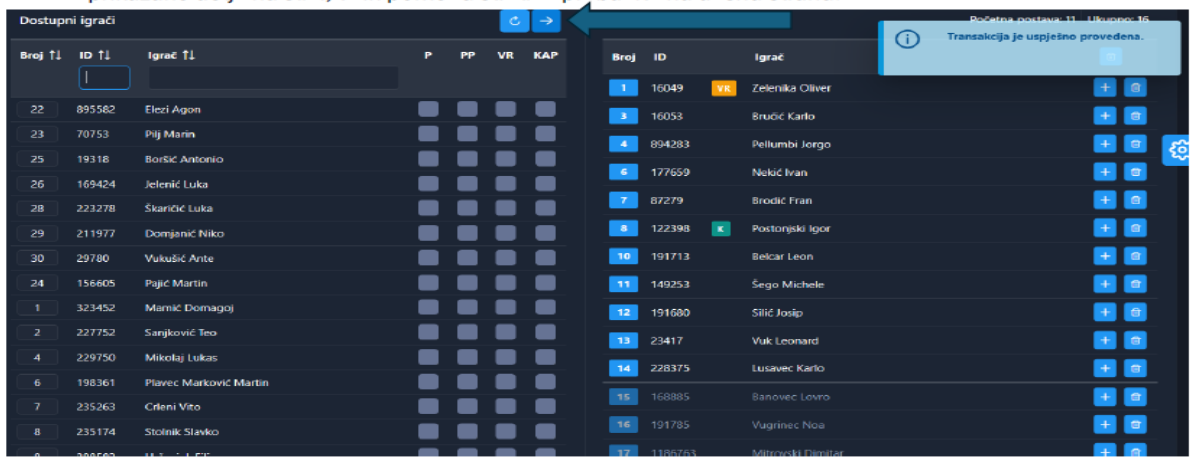 Dostupni igrači
Početna postava: 11 Ukupno: 16
Transakcija je uspješno provedena.
Broj ↑↓ ID ↑↓ Igrač ↑↓ P PP VR KAP
22 895582 Elezi Agon
23 70753 Pilj Marin
25 19318 Boršić Antonio
26 169424 Jelenić Luka
28 223278 Škaričić Luka
29 211977 Domjanić Niko
30 29780 Vukušić Ante
24 156605 Pajić Martin
1 323452 Mamić Domagoj
2 227752 Sanjković Teo
4 229750 Mikolaj Lukas
6 198361 Plavec Marković Martin
7 235263 Crleni Vito
8 235174 Stolnik Slavko
Broj ID Igrač
1 16049 VR Zelenika Oliver
3 16053 Bručić Karlo
4 894283 Pellumbi Jorgo
6 177659 Nekić Ivan
7 87279 Brodić Fran
8 122398 K Postonjski Igor
10 191713 Belcar Leon
11 149253 Šego Michele
12 191680 Silić Josip
13 23417 Vuk Leonard
14 228375 Lusavec Karlo
15 168885 Banovec Lovro
16 191785 Vugrinec Noa
17 1186763 Mitrovski Dimitar